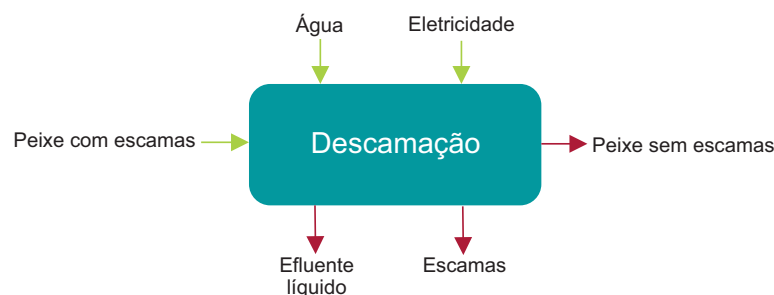 Água
Eletricidade
Peixe com escamas
Descamação
Peixe sem escamas
Efluente
líquido
Escamas